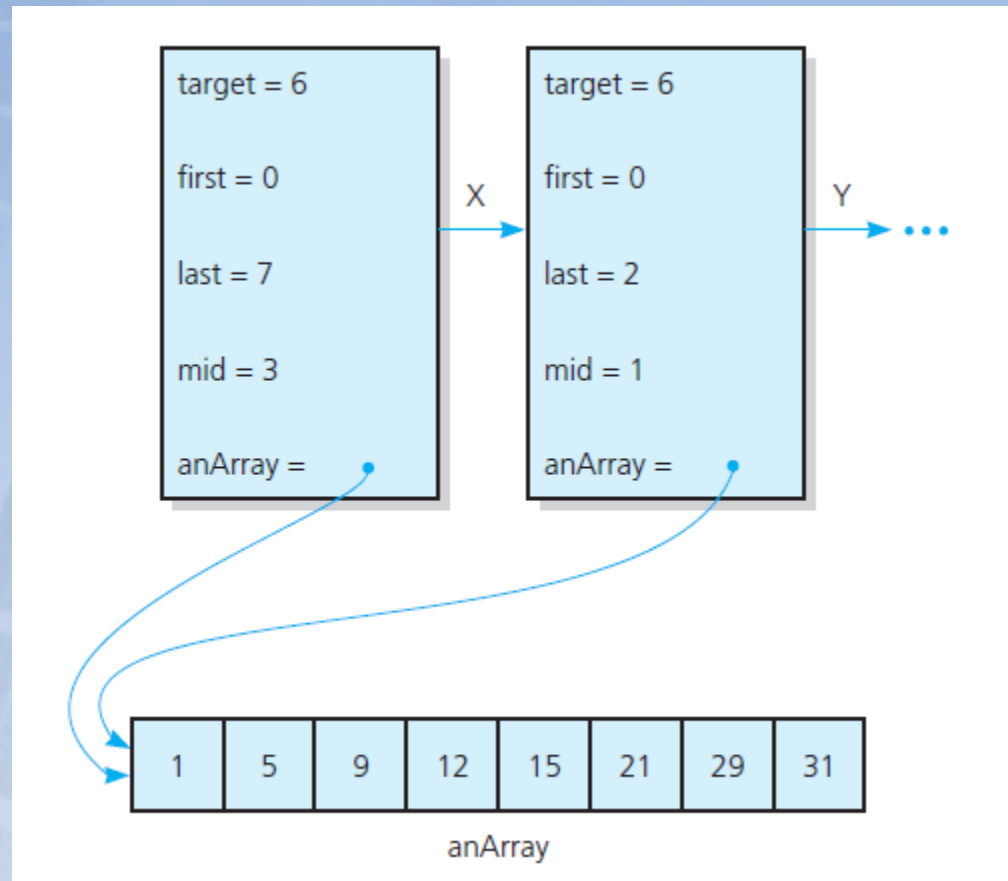 target = 6
first = 0
last = 7
mid = 3
anArray =
X
target = 6
first = 0
last = 2
mid = 1
anArray =
Y
1 5 9 12 15 21 29 31
anArray